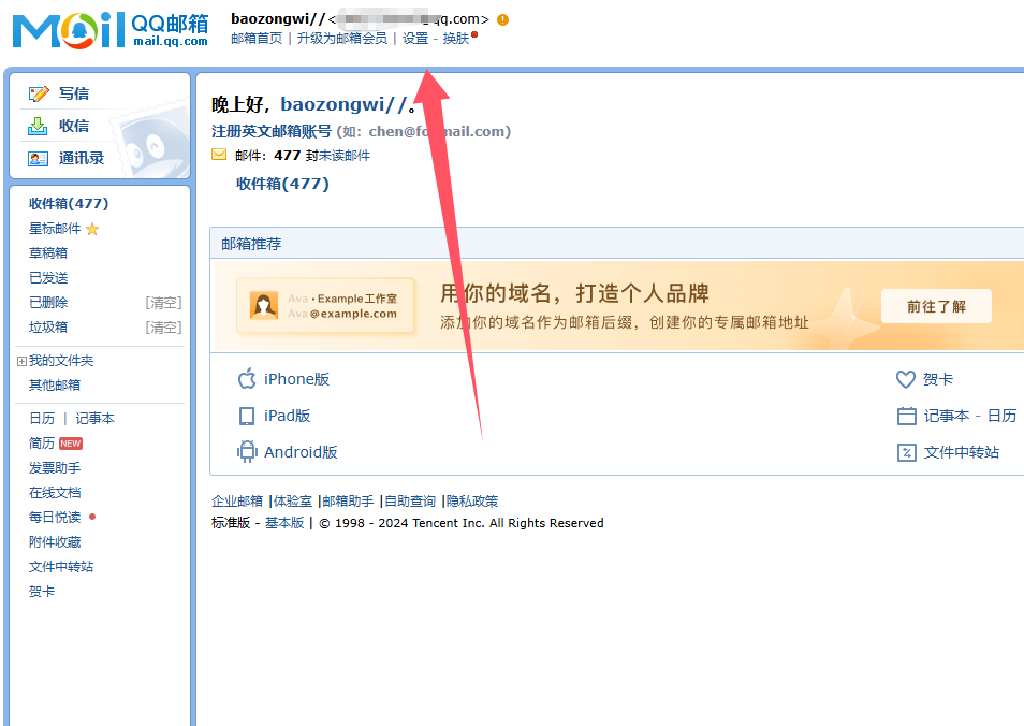 Mail QQ邮箱
mail.qq.com
baozongwi//< qq.com>
邮箱首页 | 升级为邮箱会员 | 设置 - 换肤
写信
收信
通讯录
收件箱(477)
星标邮件
草稿箱
已发送
已删除 [清空]
垃圾箱 [清空]
我的文件夹
其他邮箱
日历 || 记事本
简历 NEW
发票助手
在线文档
每日悦读
附件收藏
文件中转站
贺卡
晚上好，baozongwi//。
注册英文邮箱账号 (如: chen@foxmail.com)
邮件: 477 封未读邮件
收件箱(477)
邮箱推荐
Ava • Example工作室
Ava@example.com
用你的域名，打造个人品牌
添加你的域名作为邮箱后缀，创建你的专属邮箱地址
前往了解
iPhone版
iPad版
Android版
贺卡
记事本 - 日历
文件中转站
企业邮箱 |体验室 |邮箱助手 |自助查询 |隐私政策
标准版 - 基本版 | © 1998 - 2024 Tencent Inc. All Rights Reserved